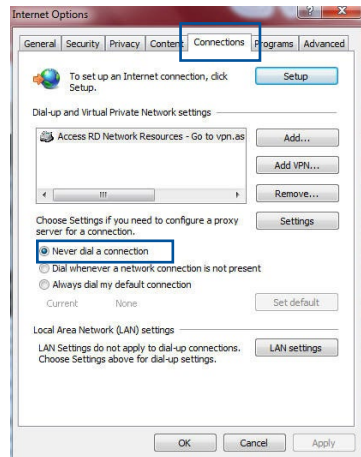 Internet Options
General Security Privacy Content Connections Programs Advanced
To set up an Internet connection, click
Setup.
Setup
Dial-up and Virtual Private Network settings
Access RD Network Resources - Go to vpn.as
Add...
Add VPN...
Remove...
Choose Settings if you need to configure a proxy
server for a connection.
Settings
Never dial a connection
Dial whenever a network connection is not present
Always dial my default connection
Current None
Set default
Local Area Network (LAN) settings
LAN Settings do not apply to dial-up connections.
Choose Settings above for dial-up settings.
LAN settings
OK Cancel Apply